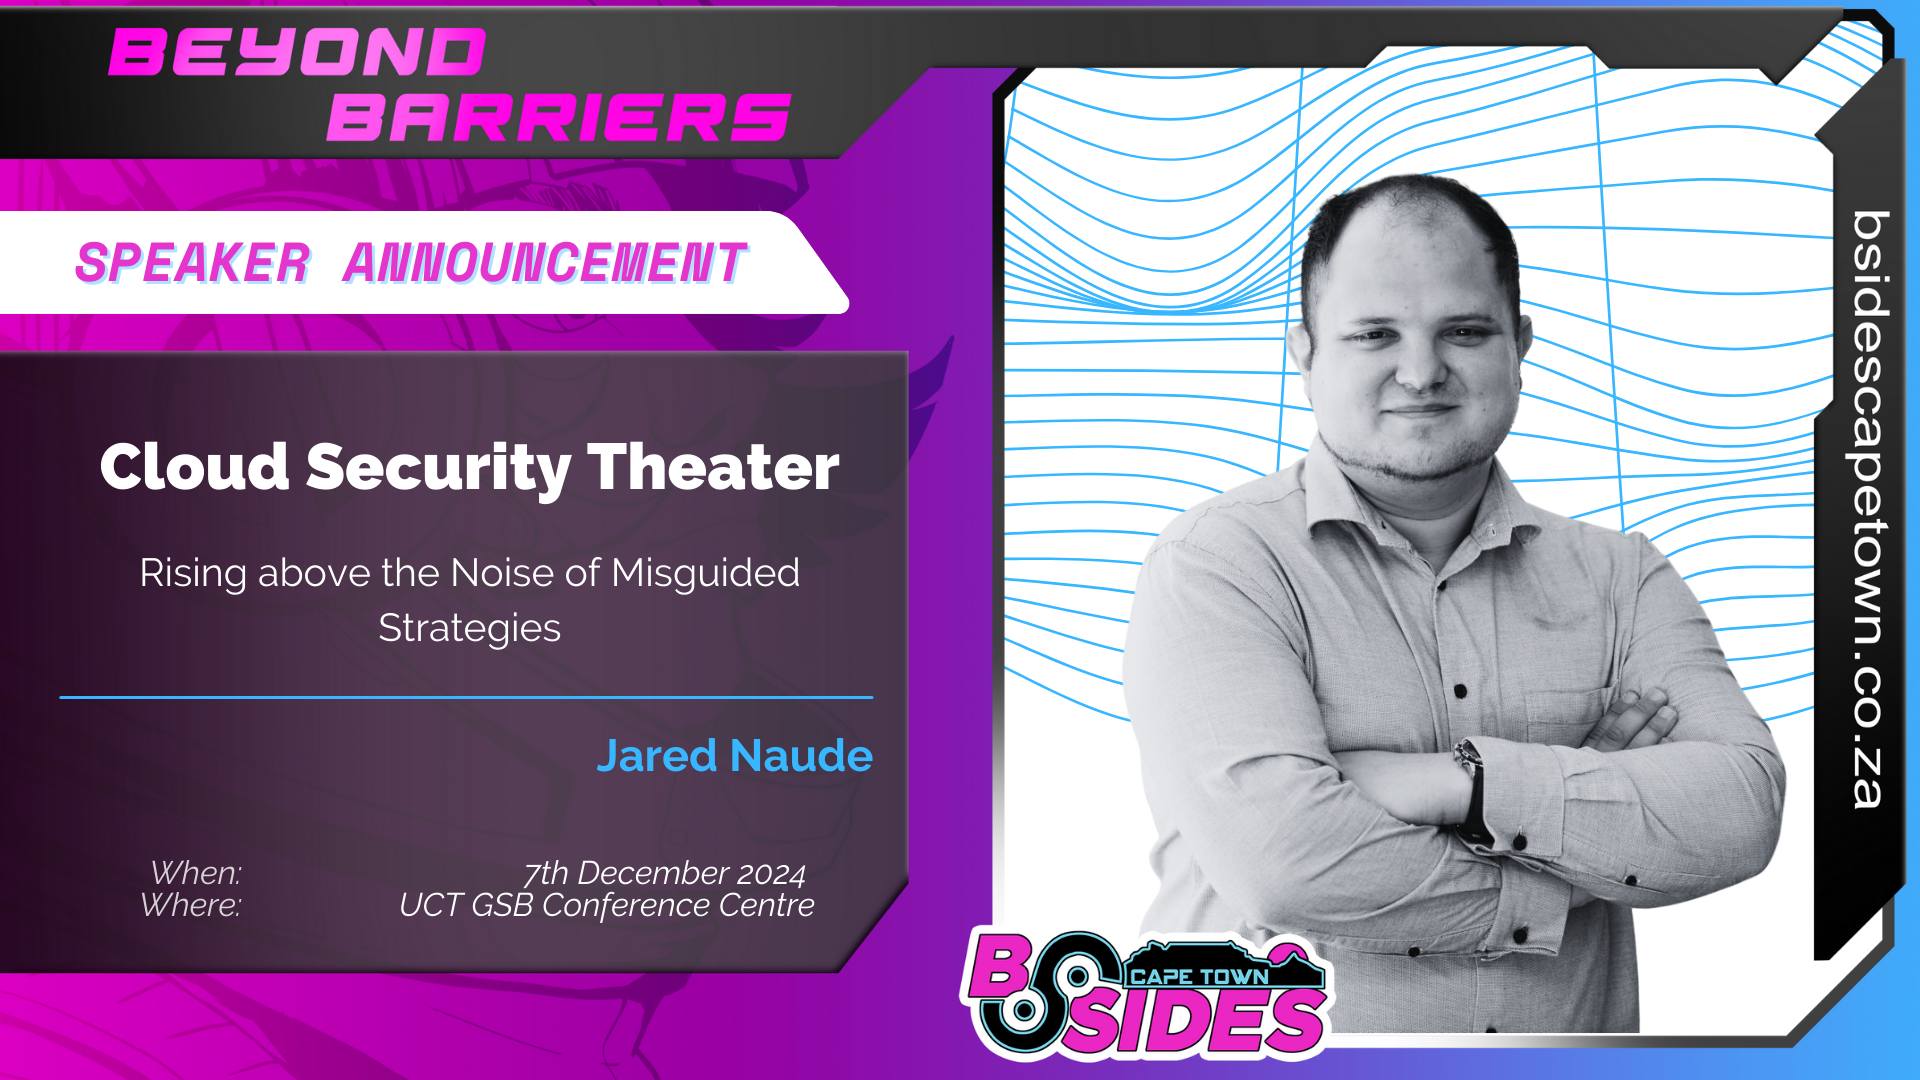 BEYOND
BARRIERS
SPEAKER ANNOUNCEMENT
Cloud Security Theater
Rising above the Noise of Misguided
Strategies
Jared Naude
When: 7th December 2024
Where: UCT GSB Conference Centre
bsidescapetown.co.za
B
CAPE TOWN
SIDES